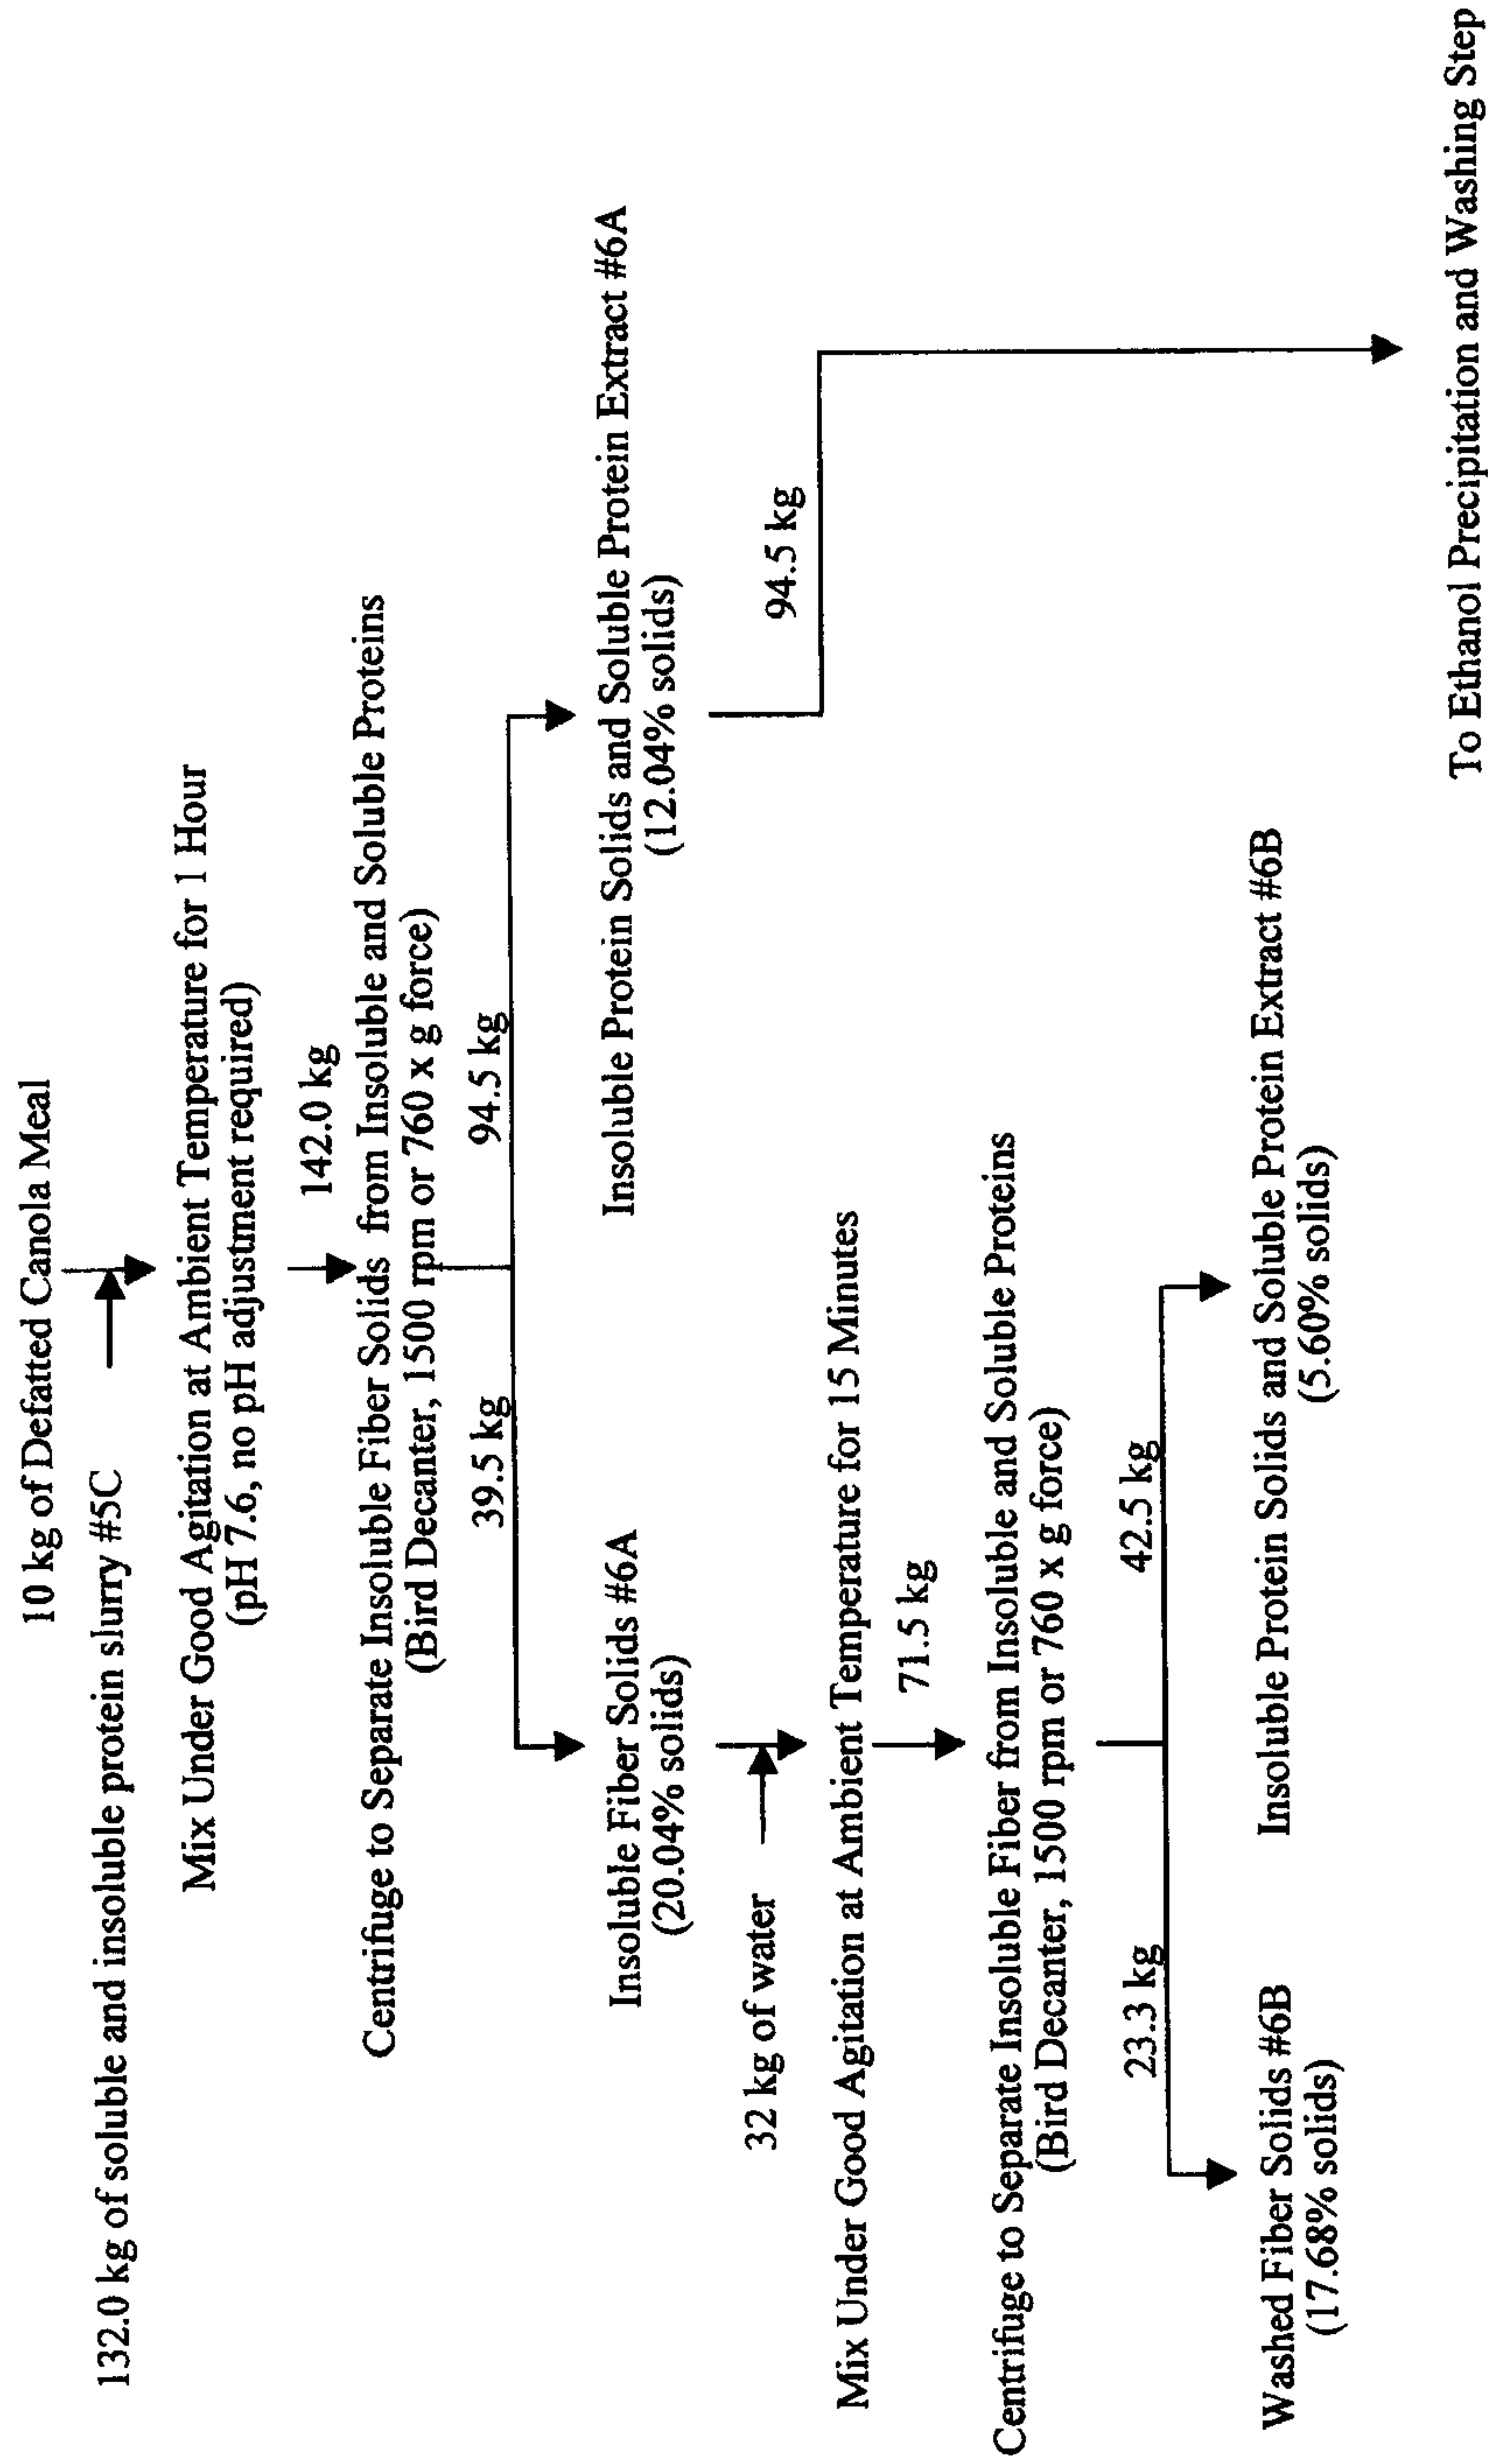 10 kg of Defatted Canola Meal
132.0 kg of soluble and insoluble protein slurry #5C
Mix Under Good Agitation at Ambient Temperature for 1 Hour
(pH 7.6, no pH adjustment required)
142.0 kg
Centrifuge to Separate Insoluble Fiber Solids from Insoluble and Soluble Proteins
(Bird Decanter, 1500 rpm or 760 x g force)
39.5 kg
94.5 kg
Insoluble Fiber Solids #6A
(20.04% solids)
Insoluble Protein Solids and Soluble Protein Extract #6A
(12.04% solids)
32 kg of water
94.5 kg
Mix Under Good Agitation at Ambient Temperature for 15 Minutes
71.5 kg
Centrifuge to Separate Insoluble Fiber from Insoluble and Soluble Proteins
(Bird Decanter, 1500 rpm or 760 x g force)
23.3 kg
42.5 kg
Washed Fiber Solids #6B
(17.68% solids)
Insoluble Protein Solids and Soluble Protein Extract #6B
(5.60% solids)
To Ethanol Precipitation and Washing Step